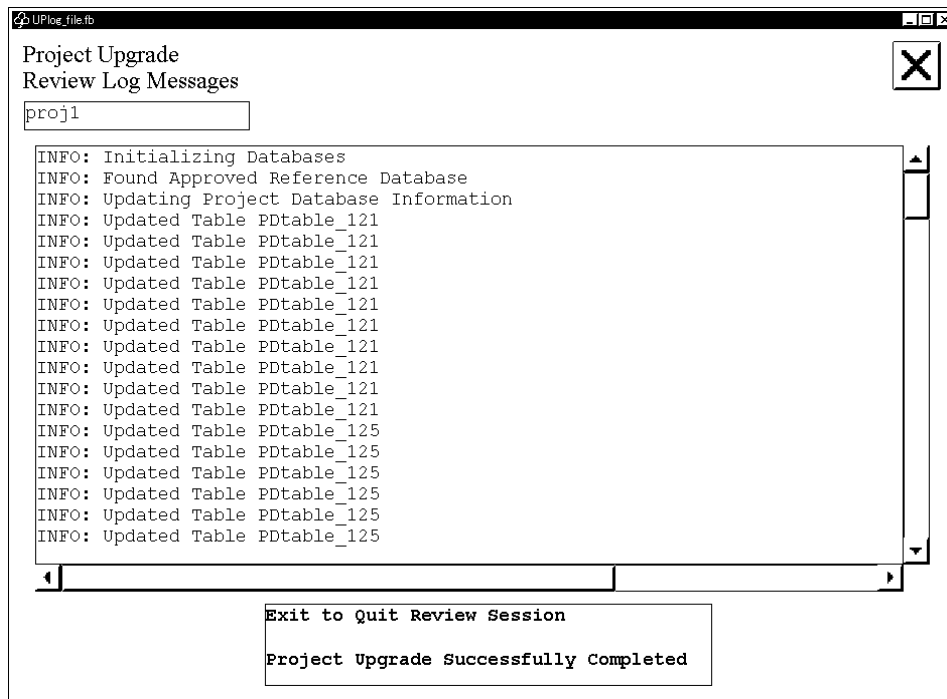 UPlog_file.fb
Project Upgrade
Review Log Messages
proj1
INFO: Initializing Databases
INFO: Found Approved Reference Database
INFO: Updating Project Database Information
INFO: Updated Table PDtable_121
INFO: Updated Table PDtable_121
INFO: Updated Table PDtable_121
INFO: Updated Table PDtable_121
INFO: Updated Table PDtable_121
INFO: Updated Table PDtable_121
INFO: Updated Table PDtable_121
INFO: Updated Table PDtable_121
INFO: Updated Table PDtable_121
INFO: Updated Table PDtable_121
INFO: Updated Table PDtable_125
INFO: Updated Table PDtable_125
INFO: Updated Table PDtable_125
INFO: Updated Table PDtable_125
INFO: Updated Table PDtable_125
INFO: Updated Table PDtable_125
Exit to Quit Review Session
Project Upgrade Successfully Completed